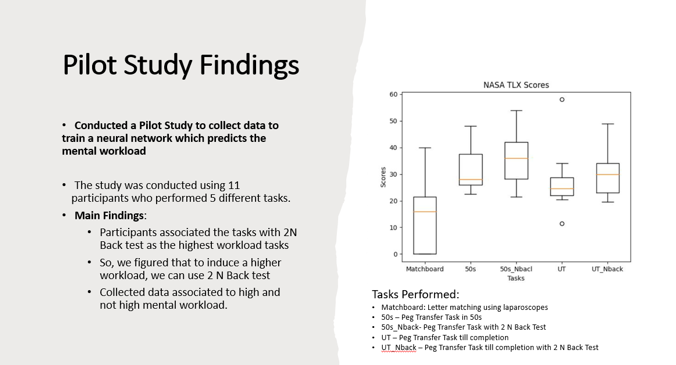 Pilot Study Findings
• Conducted a Pilot Study to collect data to
train a neural network which predicts the
mental workload
• The study was conducted using 11
participants who performed 5 different tasks.
• Main Findings:
• Participants associated the tasks with 2N
Back test as the highest workload tasks
• So, we figured that to induce a higher
workload, we can use 2 N Back test
• Collected data associated to high and
not high mental workload.
NASA TLX Scores
60
50
40
30
20
10
0
Scores
Matchboard 50s 50s_Nbacl UT UT_Nback
Tasks
Tasks Performed:
• Matchboard: Letter matching using laparoscopes
• 50s – Peg Transfer Task in 50s
• 50s_Nback- Peg Transfer Task with 2 N Back Test
• UT – Peg Transfer Task till completion
• UT_Nback – Peg Transfer Task till completion with 2 N Back Test